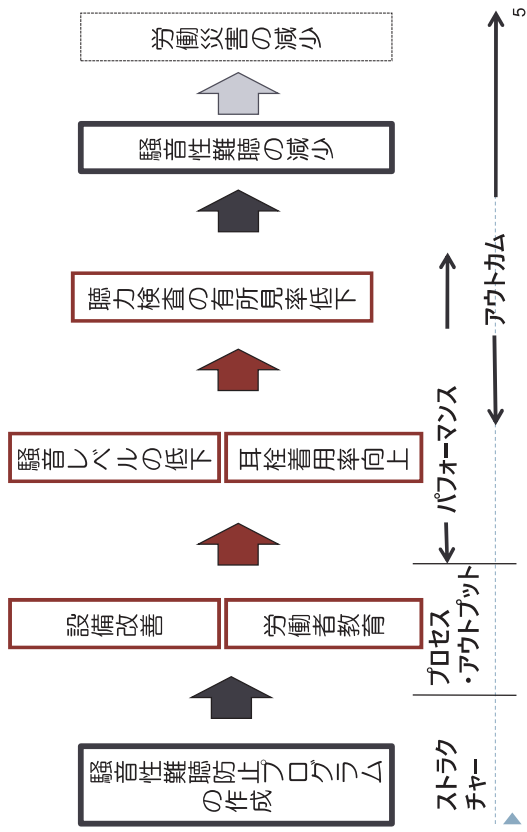 騒音性難聴防止プログラム
の作成
設備改善
労働者教育
騒音レベルの低下
耳栓着用率向上
聴力検査の有所見率低下
騒音性難聴の減少
労働災害の減少
ストラク
チャー
プロセス
・アウトプット
パフォーマンス
アウトカム
5